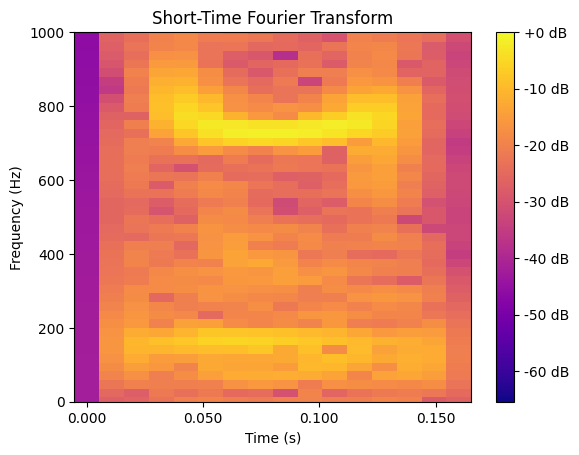 Short-Time Fourier Transform
1000
800
600
400
200
0
Frequency (Hz)
0.000
0.050
0.100
0.150
Time (s)
+0 dB
-10 dB
-20 dB
-30 dB
-40 dB
-50 dB
-60 dB